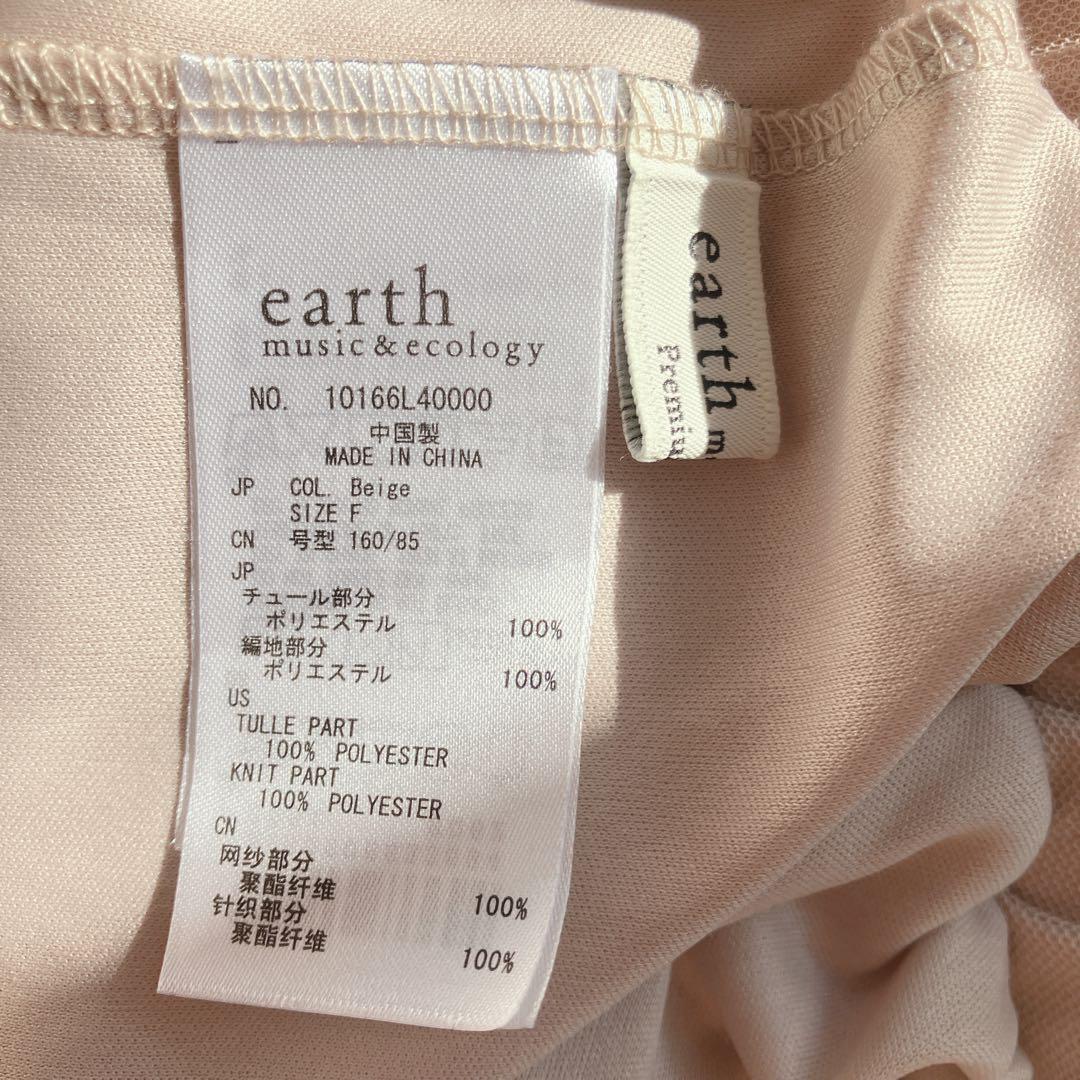 earth
music & ecology
NO. 10166L40000
中国製
MADE IN CHINA
JP COL. Beige
SIZE F
CN 号型 160/85
JP
チュール部分
ポリエステル 100%
編地部分
ポリエステル 100%
US
TULLE PART
100% POLYESTER
KNIT PART
100% POLYESTER
CN
网纱部分
聚酯纤维 100%
针织部分
聚酯纤维 100%
earth m
Premiu